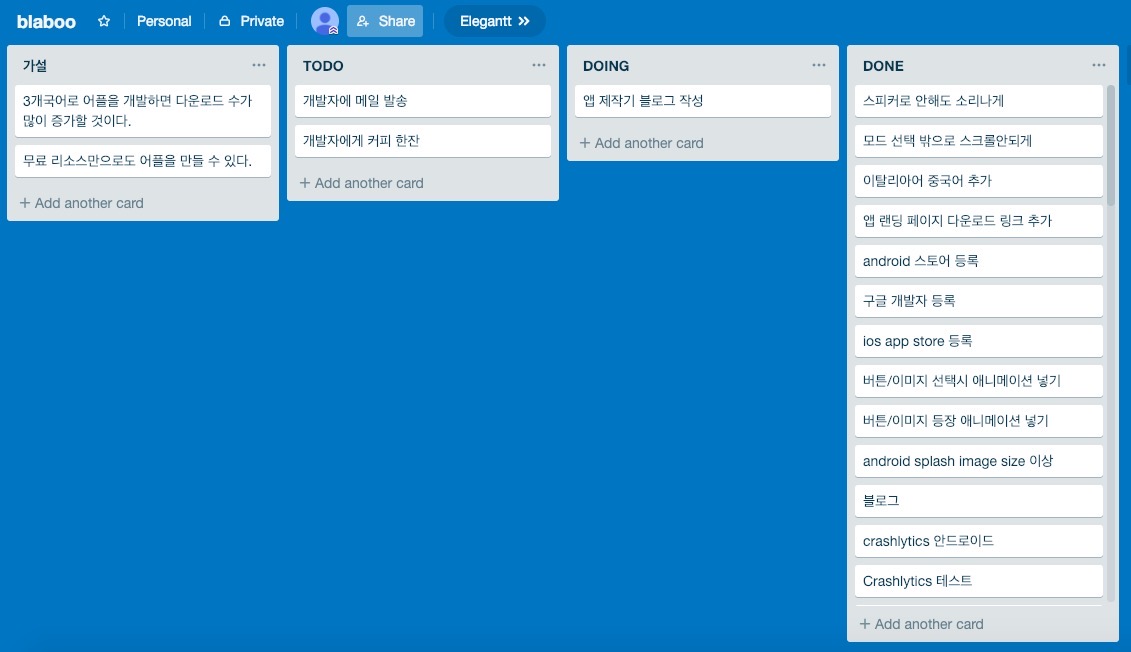 blaboo
Personal
Private
Share
Elegantt
가설
3개국어로 어플을 개발하면 다운로드 수가
많이 증가할 것이다.
무료 리소스만으로도 어플을 만들 수 있다.
+ Add another card
TODO
개발자에 메일 발송
개발자에게 커피 한잔
+ Add another card
DOING
앱 제작기 블로그 작성
+ Add another card
DONE
스피커로 안해도 소리나게
모드 선택 밖으로 스크롤안되게
이탈리아어 중국어 추가
앱 랜딩 페이지 다운로드 링크 추가
android 스토어 등록
구글 개발자 등록
ios app store 등록
버튼/이미지 선택시 애니메이션 넣기
버튼/이미지 등장 애니메이션 넣기
android splash image size 이상
블로그
crashlytics 안드로이드
Crashlytics 테스트
+ Add another card